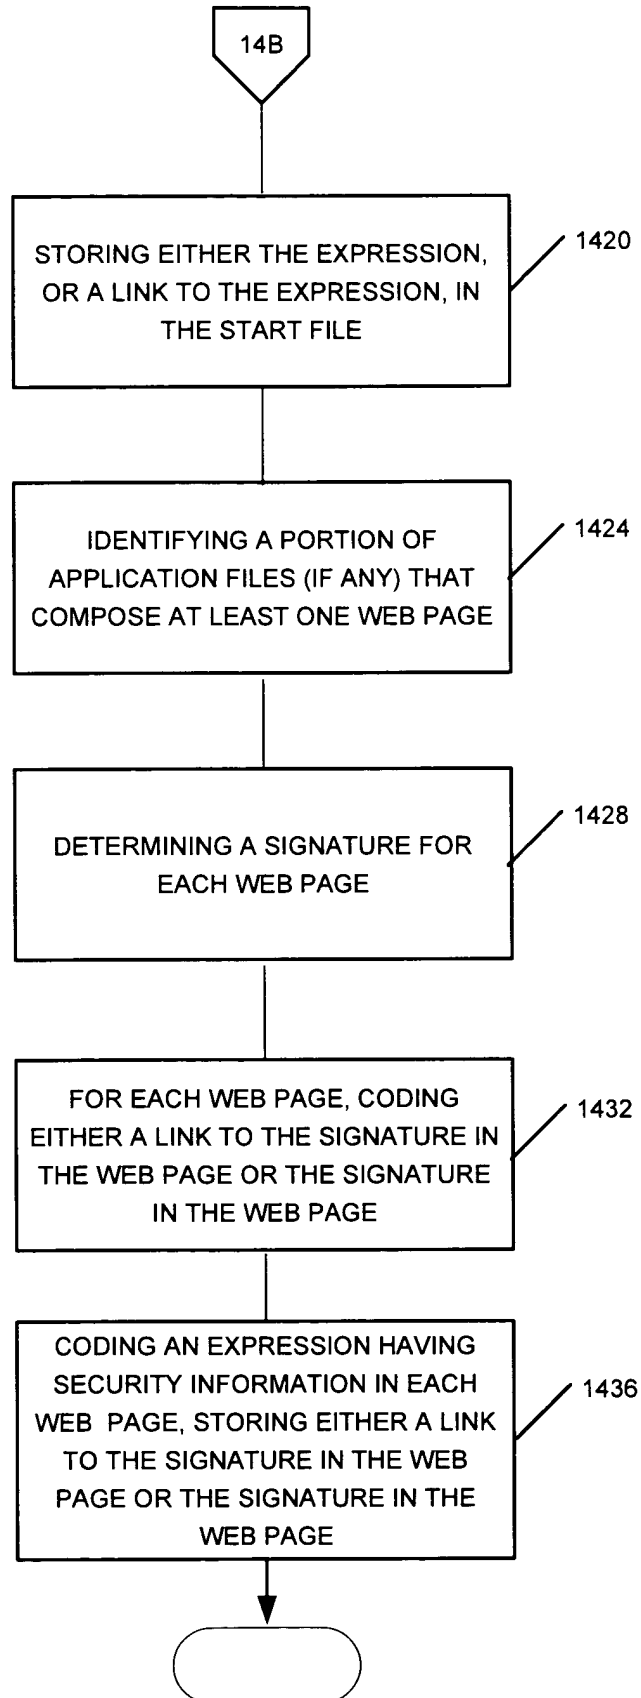 14B
STORING EITHER THE EXPRESSION,
OR A LINK TO THE EXPRESSION, IN
THE START FILE
1420
IDENTIFYING A PORTION OF
APPLICATION FILES (IF ANY) THAT
COMPOSE AT LEAST ONE WEB PAGE
1424
DETERMINING A SIGNATURE FOR
EACH WEB PAGE
1428
FOR EACH WEB PAGE, CODING
EITHER A LINK TO THE SIGNATURE IN
THE WEB PAGE OR THE SIGNATURE
IN THE WEB PAGE
1432
CODING AN EXPRESSION HAVING
SECURITY INFORMATION IN EACH
WEB PAGE, STORING EITHER A LINK
TO THE SIGNATURE IN THE WEB
PAGE OR THE SIGNATURE IN THE
WEB PAGE
1436